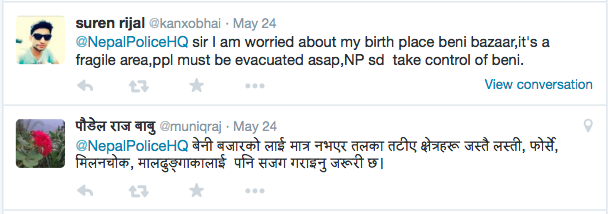 suren rijal @kanxobhai · May 24
@NepalPoliceHQ sir I am worried about my birth place beni bazaar,it's a
fragile area,ppl must be evacuated asap,NP sd take control of beni.
View conversation
पौडेल राज बाबु @muniqraj · May 24
@NepalPoliceHQ बेनी बजारको लाई मात्र नभएर तलका तटीए क्षेत्रहरू जस्तै लस्ती, फोर्से,
मिलनचोक, मालढुङ्गाकालाई पनि सजग गराइनु जरूरी छ।